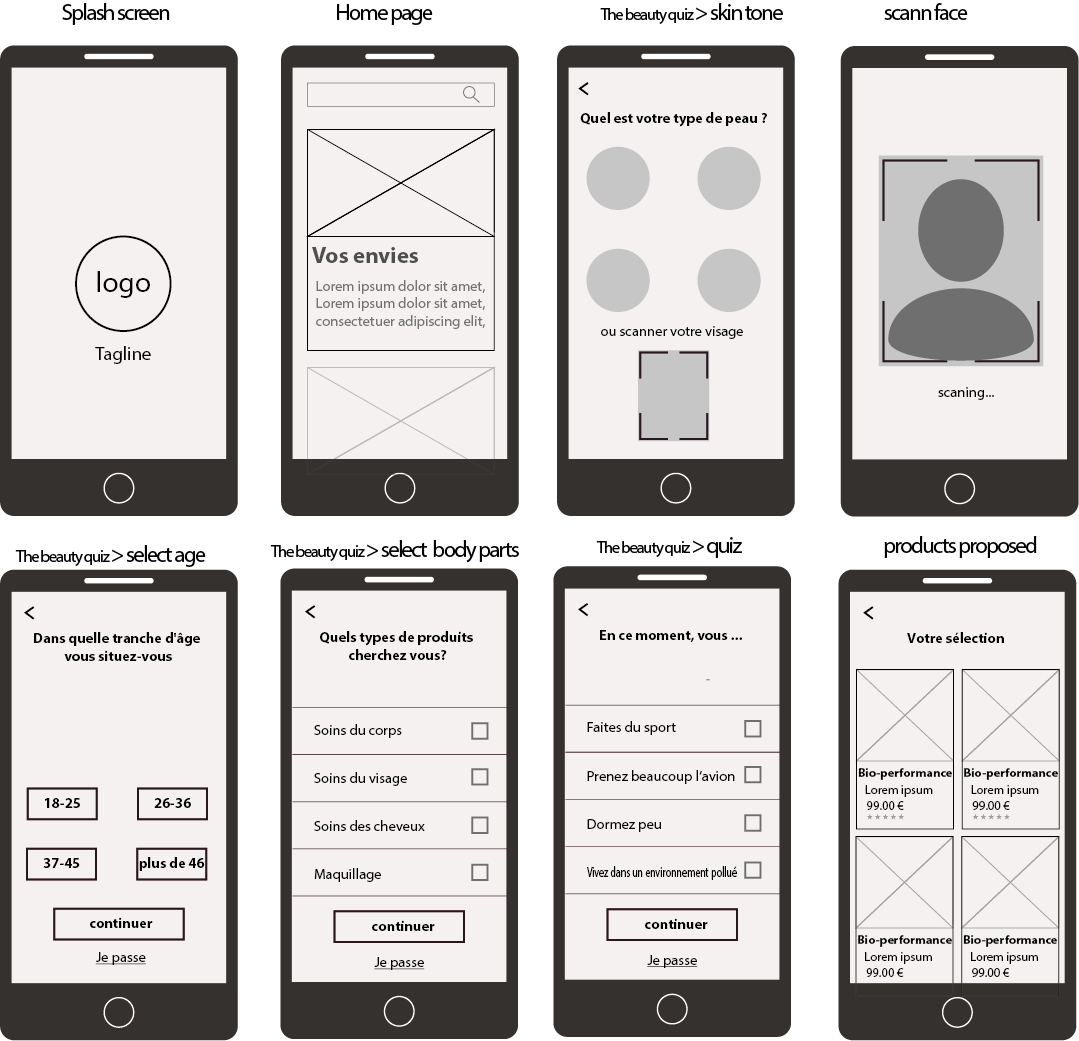 Splash screen
logo
Tagline
Home page
Vos envies
Lorem ipsum dolor sit amet,
Lorem ipsum dolor sit amet,
consectetuer adipiscing elit,
The beauty quiz > skin tone
<
Quel est votre type de peau ?
ou scanner votre visage
scann face
scaning...
The beauty quiz > select age
<
Dans quelle tranche d'âge
vous situez-vous
18-25
26-36
37-45
plus de 46
continuer
Je passe
The beauty quiz > select body parts
<
Quels types de produits
cherchez vous?
Soins du corps
Soins du visage
Soins des cheveux
Maquillage
continuer
Je passe
The beauty quiz > quiz
<
En ce moment, vous ...
-
Faites du sport
Prenez beaucoup l’avion
Dormez peu
Vivez dans un environnement pollué
continuer
Je passe
products proposed
<
Votre sélection
Bio-performance
Lorem ipsum
99.00 €
★★★★★
Bio-performance
Lorem ipsum
99.00 €
★★★★★
Bio-performance
Lorem ipsum
99.00 €
Bio-performance
Lorem ipsum
99.00 €